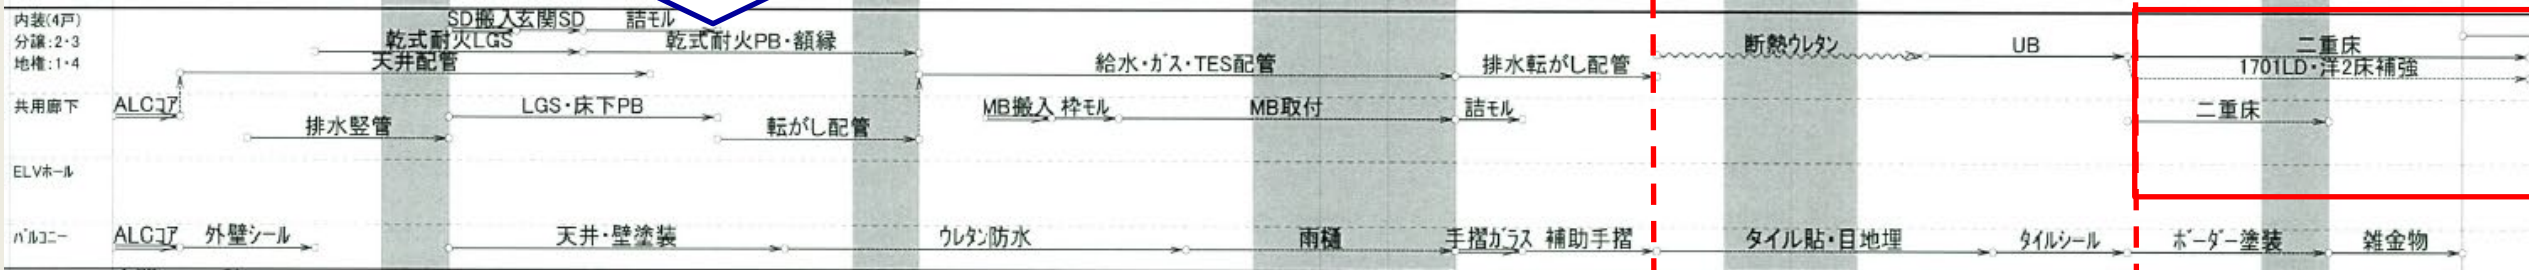 内装(4戸)
SD搬入玄関SD 詰モル
分譲:2・3
乾式耐火LGS 乾式耐火PB・額縁 断熱ウレタン UB 二重床
地権:1・4
天井配管 給水・ガス・TES配管 排水転がし配管 1701LD・洋2床補強
共用廊下 ALCコア LGS・床下PB MB搬入 枠モル MB取付 詰モル 二重床
排水竪管 転がし配管
ELVホール
バルコニー ALCコア 外壁シール 天井・壁塗装 ウレタン防水 雨樋 手摺ガラス 補助手摺 タイル貼・目地埋 タイルシール ボーダー塗装 雑金物